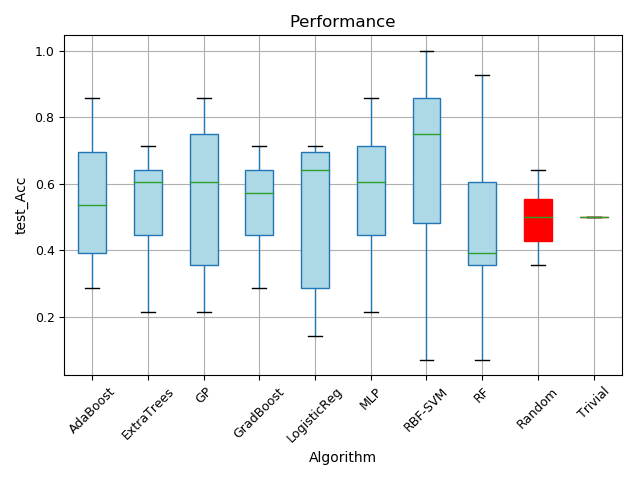 Performance
1.0
0.8
0.6
0.4
0.2
test_Acc
AdaBoost
ExtraTrees
GP
GradBoost
LogisticReg
MLP
RBF-SVM
RF
Random
Trivial
Algorithm